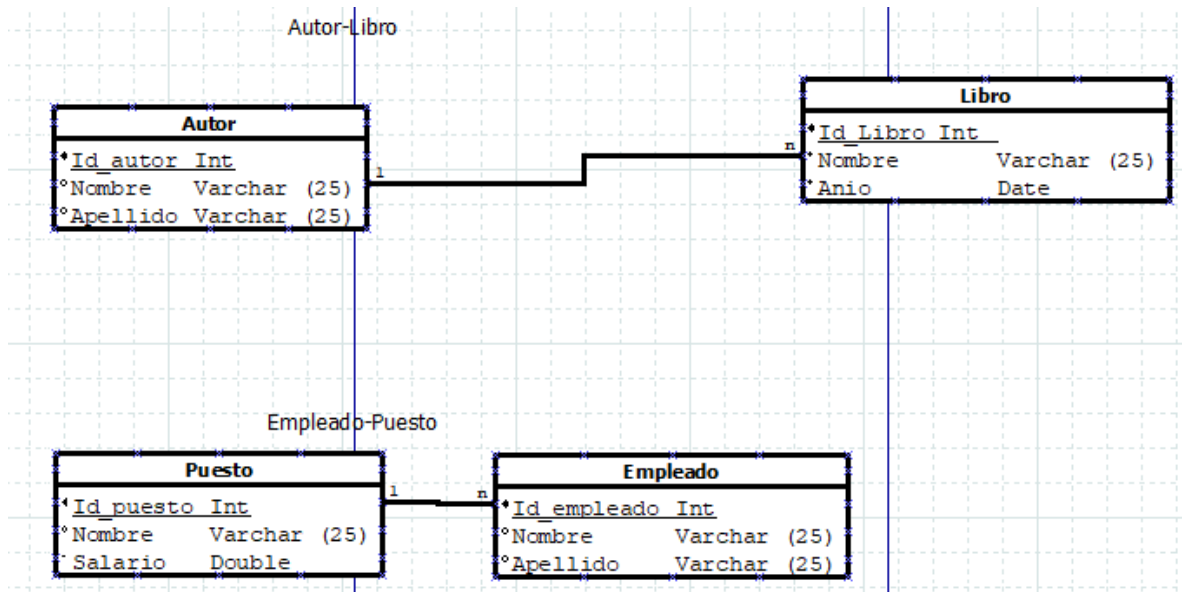 Autor-Libro
Autor
Id_autor Int
Nombre Varchar (25)
Apellido Varchar (25)
1
n
Libro
Id_Libro Int
Nombre Varchar (25)
Anio Date
Empleado-Puesto
Puesto
Id_puesto Int
Nombre Varchar (25)
Salario Double
1
n
Empleado
Id_empleado Int
Nombre Varchar (25)
Apellido Varchar (25)